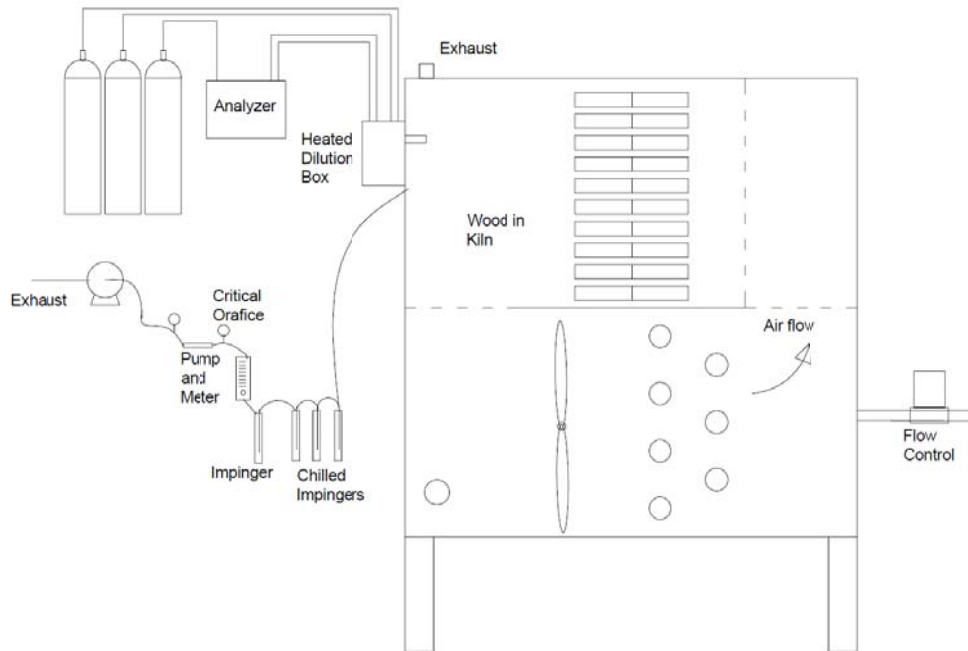 Exhaust
Analyzer
Heated
Dilution
Box
Wood in
Kiln
Exhaust
Critical
Orafice
Air flow
Pump
and
Meter
Flow
Control
Impinger
Chilled
Impingers